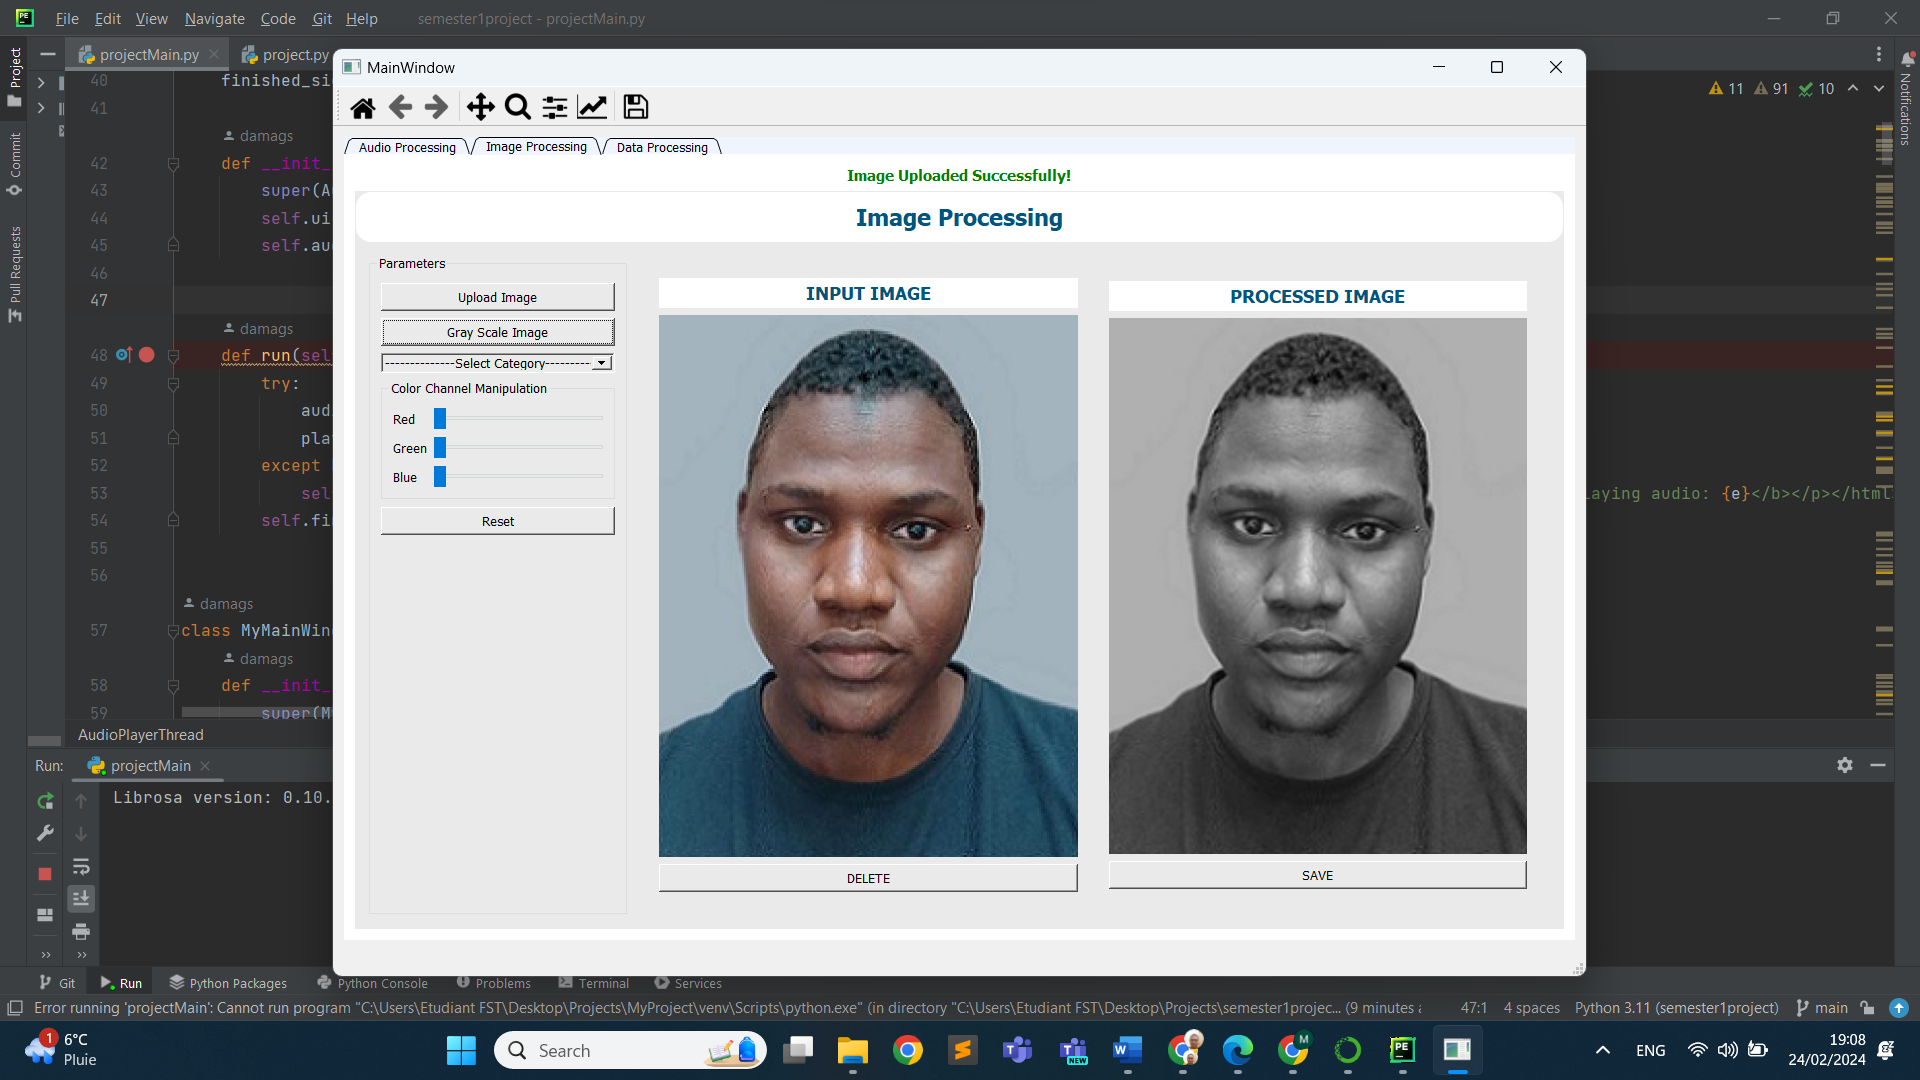 PE
File Edit View Navigate Code Git Help semester1project - projectMain.py
projectMain.py project.py
Project
Commit
Pull Requests
Notifications
11 91 10
40 finished_si
41
damags
42 def __init_
43 super(A
44 self.ui
45 self.au
46
47
damags
48 def run(sel
49 try:
50 aud
51 pla
52 except
53 sel
laying audio: {e}</b></p></html
54 self.fi
55
56
damags
57 class MyMainWin
damags
58 def __init_
59 super(M
AudioPlayerThread
MainWindow
Audio Processing Image Processing Data Processing
Image Uploaded Successfully!
Image Processing
Parameters
Upload Image
Gray Scale Image
--------------Select Category---------
Color Channel Manipulation
Red
Green
Blue
Reset
INPUT IMAGE
DELETE
PROCESSED IMAGE
SAVE
Run: projectMain
Librosa version: 0.10.
Git Run Python Packages Python Console Problems Terminal Services
Error running 'projectMain': Cannot run program "C:\Users\Etudiant FST\Desktop\Projects\MyProject\venv\Scripts\python.exe" (in directory "C:\Users\Etudiant FST\Desktop\Projects\semester1projec... (9 minutes a 47:1 4 spaces Python 3.11 (semester1project) main
1 6°C
Pluie
Search
NEW
M
PE
ENG
19:08
24/02/2024